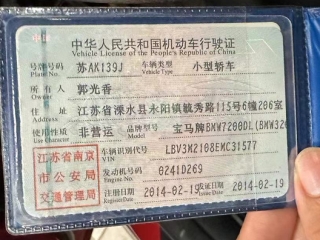 中华人民共和国机动车行驶证
Vehicle License of the People's Republic of China
号牌号码 苏AK139J 车辆类型 小型轿车
Plate No. Vehicle Type
所有人 郭光香
Owner
住址 江苏省溧水县永阳镇毓秀路115号6幢206室
Address
使用性质 非营运 品牌型号 宝马牌BMW7200DL(BMW32
Use Character Model
江苏省南京市公安局交通管理局
车辆识别代号 LBV3M2108EMC31577
VIN
发动机号码 0241D269
Engine No.
注册日期 2014-02-19 发证日期 2014-02-19
Register Date Issue Date